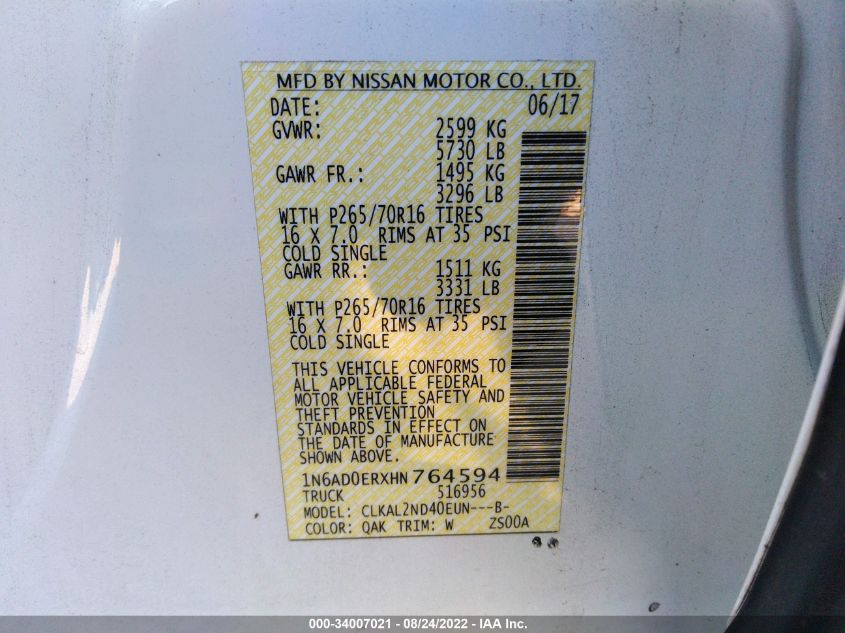 MFD BY NISSAN MOTOR CO., LTD.
DATE: 06/17
GVWR: 2599 KG
5730 LB
GAWR FR.: 1495 KG
3296 LB
WITH P265/70R16 TIRES
16 X 7.0 RIMS AT 35 PSI
COLD SINGLE
GAWR RR.: 1511 KG
3331 LB
WITH P265/70R16 TIRES
16 X 7.0 RIMS AT 35 PSI
COLD SINGLE
THIS VEHICLE CONFORMS TO
ALL APPLICABLE FEDERAL
MOTOR VEHICLE SAFETY AND
THEFT PREVENTION
STANDARDS IN EFFECT ON
THE DATE OF MANUFACTURE
SHOWN ABOVE.
1N6AD0ERXHN764594
TRUCK 516956
MODEL: CLKAL2ND40EUN---B-
COLOR: QAK TRIM: W ZS00A
000-34007021 - 08/24/2022 - IAA Inc.